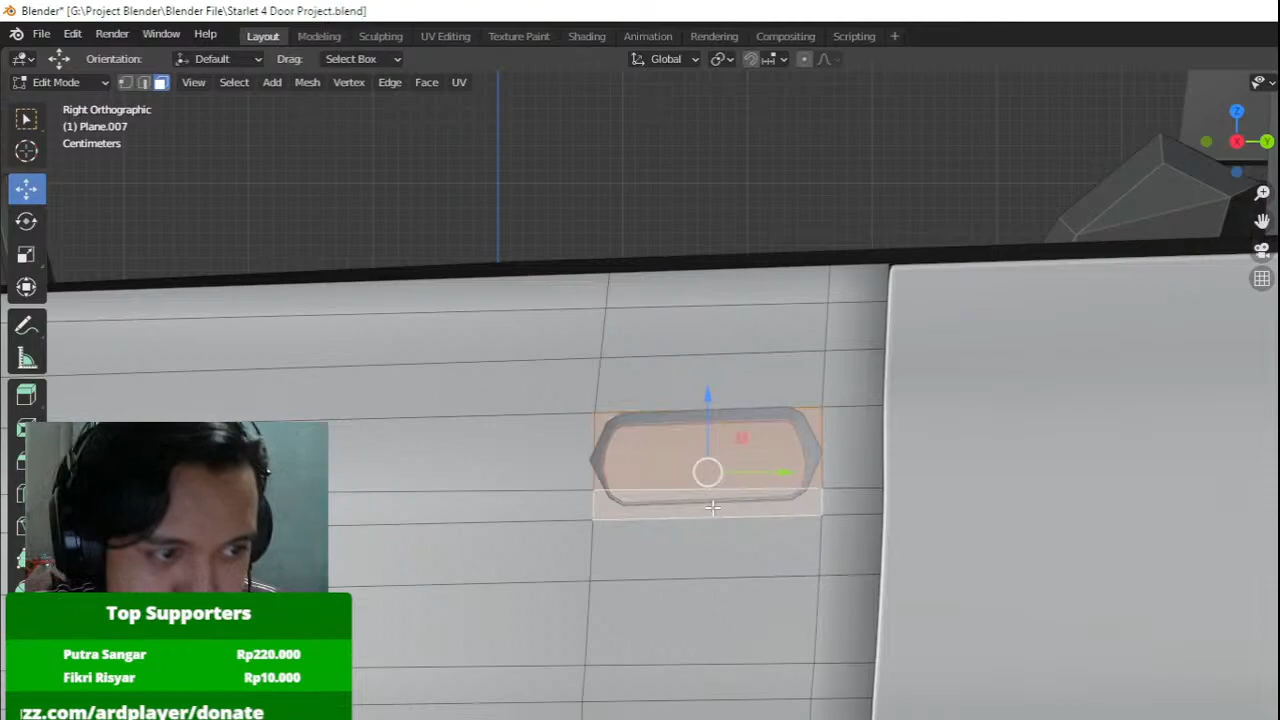 Blender* [G:\Project Blender\Blender File\Starlet 4 Door Project.blend]
File Edit Render Window Help Layout Modeling Sculpting UV Editing Texture Paint Shading Animation Rendering Compositing Scripting +
Orientation: Default Drag: Select Box Global
Edit Mode View Select Add Mesh Vertex Edge Face UV
Right Orthographic
(1) Plane.007
Centimeters
Z
Y
X
Top Supporters
Putra Sangar Rp220.000
Fikri Risyar Rp10.000
zz.com/ardplayer/donate